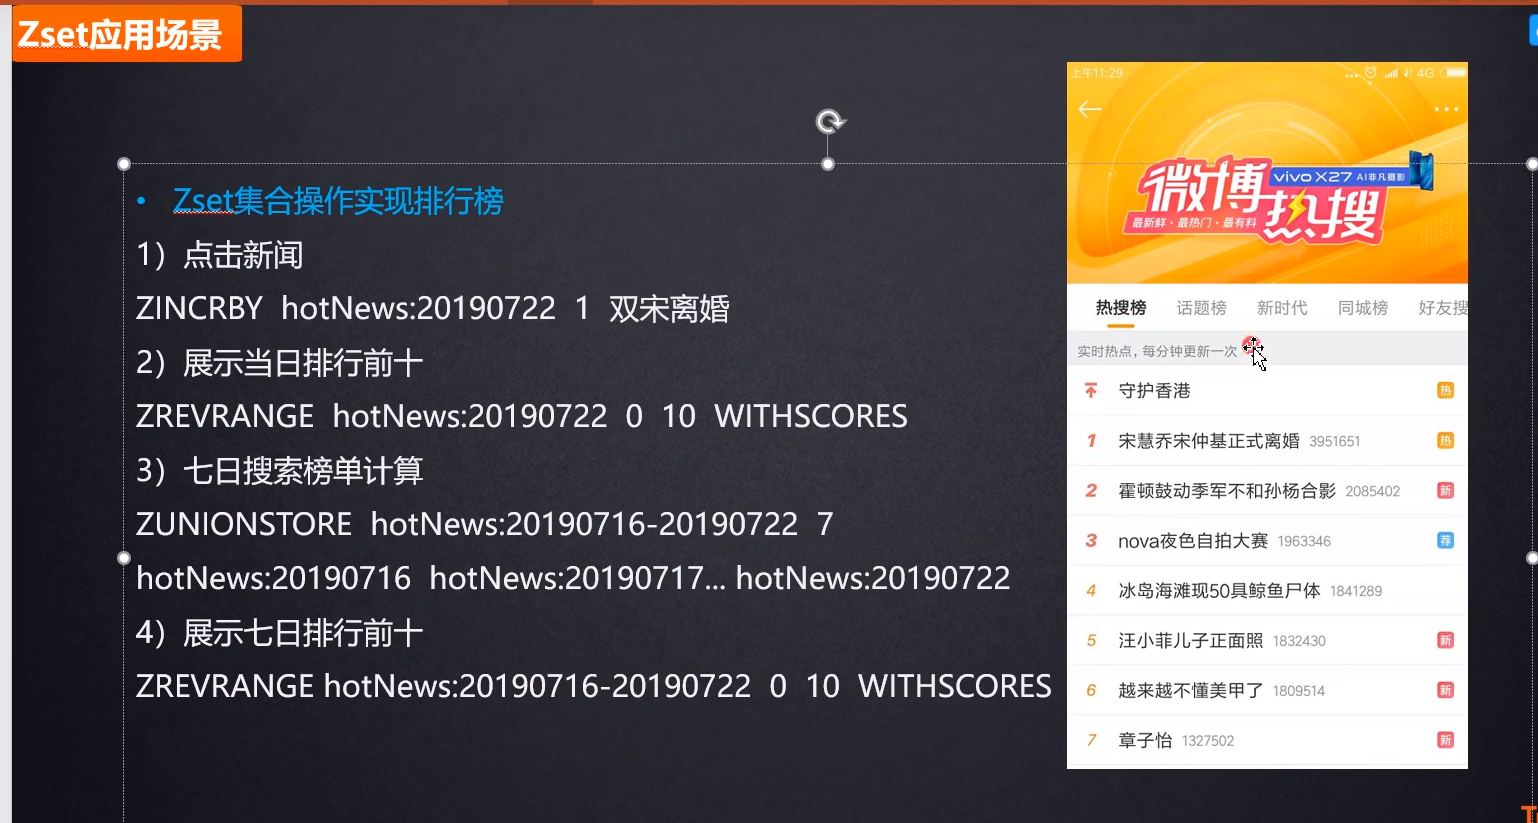 Zset应用场景
• Zset集合操作实现排行榜
1）点击新闻
ZINCRBY hotNews:20190722 1 双宋离婚
2）展示当日排行前十
ZREVRANGE hotNews:20190722 0 10 WITHSCORES
3）七日搜索榜单计算
ZUNIONSTORE hotNews:20190716-20190722 7
hotNews:20190716 hotNews:20190717... hotNews:20190722
4）展示七日排行前十
ZREVRANGE hotNews:20190716-20190722 0 10 WITHSCORES
上午11:29 4G
微博
vivo X27 AI非凡摄影
热搜
最新鲜·最热门·最有料
热搜榜 话题榜 新时代 同城榜 好友搜
实时热点，每分钟更新一次
守护香港 热
1 宋慧乔宋仲基正式离婚 3951651 热
2 霍顿鼓动季军不和孙杨合影 2085402 新
3 nova夜色自拍大赛 1963346 荐
4 冰岛海滩现50具鲸鱼尸体 1841289
5 汪小菲儿子正面照 1832430 新
6 越来越不懂美甲了 1809514 新
7 章子怡 1327502 新